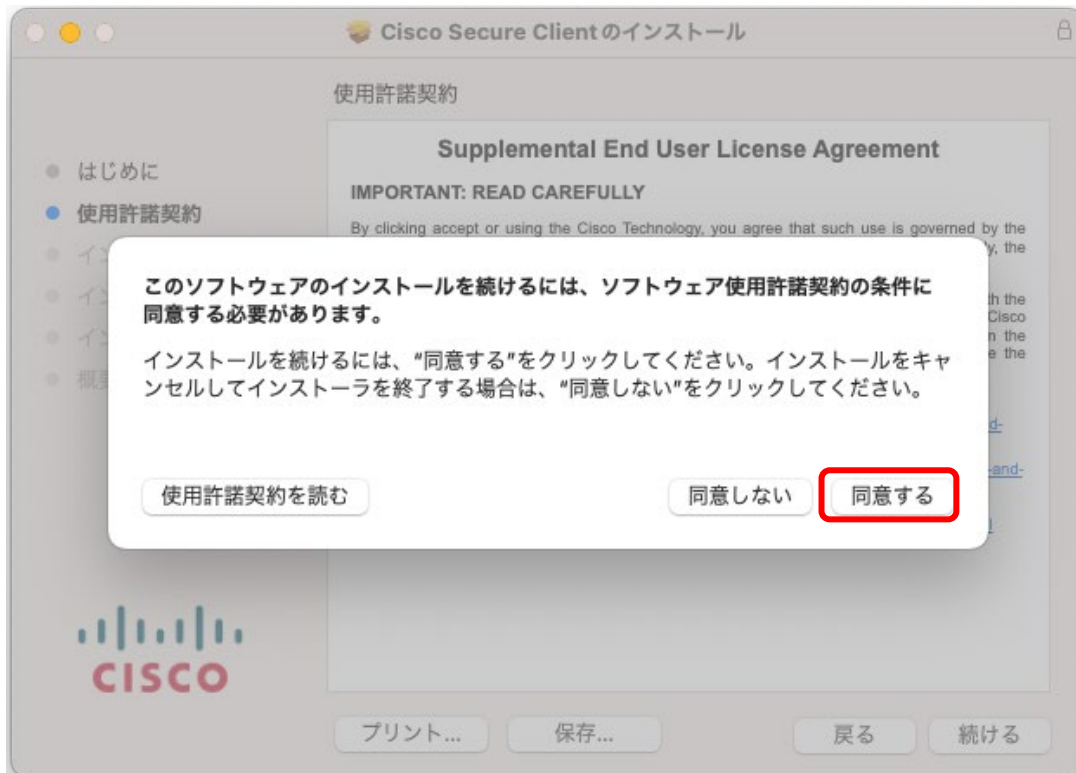 Cisco Secure Clientのインストール
使用許諾契約
はじめに
使用許諾契約
Supplemental End User License Agreement
IMPORTANT: READ CAREFULLY
By clicking accept or using the Cisco Technology, you agree that such use is governed by the
the
このソフトウェアのインストールを続けるには、ソフトウェア使用許諾契約の条件に
同意する必要があります。
インストールを続けるには、“同意する”をクリックしてください。インストールをキャ
ンセルしてインストーラを終了する場合は、“同意しない”をクリックしてください。
the
Cisco
the
the
-and-
使用許諾契約を読む
同意しない
同意する
CISCO
プリント...
保存...
戻る
続ける